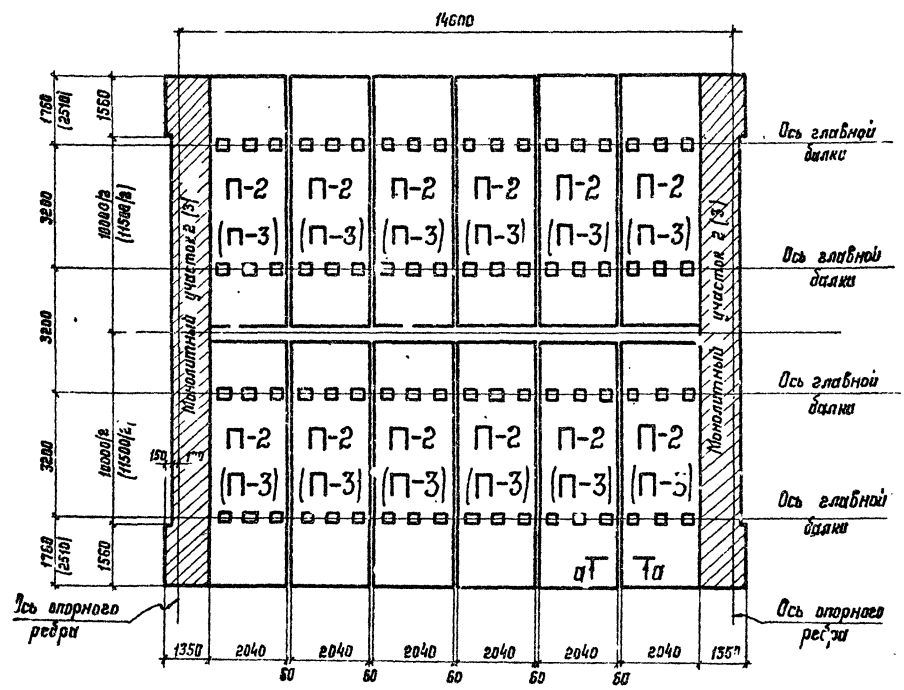 14600
1760
(2510)
1560
Ось главной
балки
3200
10000/2
(11500/2)
Монолитный участок 2 (3)
П-2 П-2 П-2 П-2 П-2 П-2
(П-3) (П-3) (П-3) (П-3) (П-3) (П-3)
Монолитный участок 2 (3)
Ось главной
балки
3200
Ось главной
балки
3200
10000/2
(11500/2)
150
П-2 П-2 П-2 П-2 П-2 П-2
(П-3) (П-3) (П-3) (П-3) (П-3) (П-3)
Ось главной
балки
1760
(2510)
1560
а а
Ось опорного
ребра
Ось опорного
ребра
1350 2040 2040 2040 2040 2040 2040 1350
60 60 60 60 60